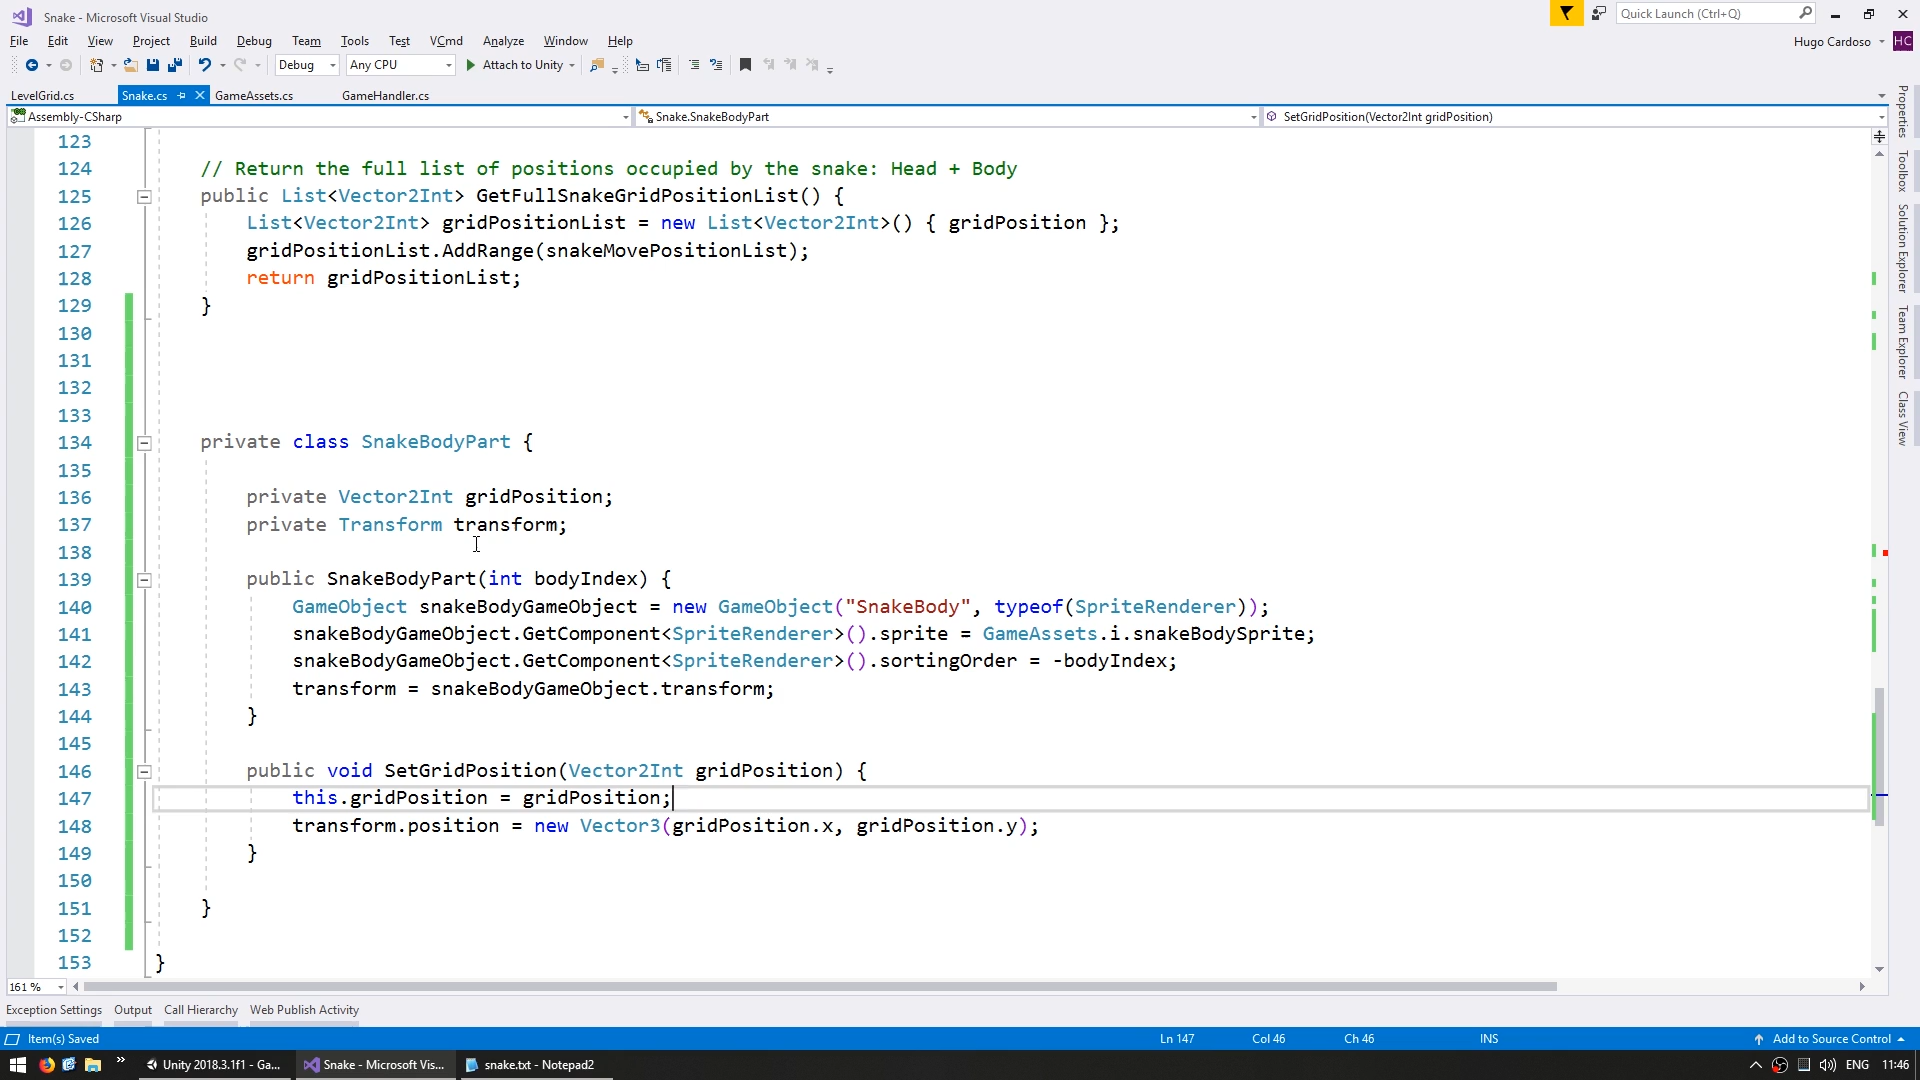 Snake - Microsoft Visual Studio
Quick Launch (Ctrl+Q)
File Edit View Project Build Debug Team Tools Test VCmd Analyze Window Help
Hugo Cardoso HC
Debug Any CPU Attach to Unity
LevelGrid.cs Snake.cs GameAssets.cs GameHandler.cs
Assembly-CSharp Snake.SnakeBodyPart SetGridPosition(Vector2Int gridPosition)
123
124 // Return the full list of positions occupied by the snake: Head + Body
125 public List<Vector2Int> GetFullSnakeGridPositionList() {
126 List<Vector2Int> gridPositionList = new List<Vector2Int>() { gridPosition };
127 gridPositionList.AddRange(snakeMovePositionList);
128 return gridPositionList;
129 }
130
131
132
133
134 private class SnakeBodyPart {
135
136 private Vector2Int gridPosition;
137 private Transform transform;
138
139 public SnakeBodyPart(int bodyIndex) {
140 GameObject snakeBodyGameObject = new GameObject("SnakeBody", typeof(SpriteRenderer));
141 snakeBodyGameObject.GetComponent<SpriteRenderer>().sprite = GameAssets.i.snakeBodySprite;
142 snakeBodyGameObject.GetComponent<SpriteRenderer>().sortingOrder = -bodyIndex;
143 transform = snakeBodyGameObject.transform;
144 }
145
146 public void SetGridPosition(Vector2Int gridPosition) {
147 this.gridPosition = gridPosition;
148 transform.position = new Vector3(gridPosition.x, gridPosition.y);
149 }
150
151 }
152
153 }
Properties
Toolbox
Solution Explorer
Team Explorer
Class View
161 %
Exception Settings Output Call Hierarchy Web Publish Activity
Item(s) Saved Ln 147 Col 46 Ch 46 INS Add to Source Control
Unity 2018.3.1f1 - Ga... Snake - Microsoft Vis... snake.txt - Notepad2 ENG 11:46